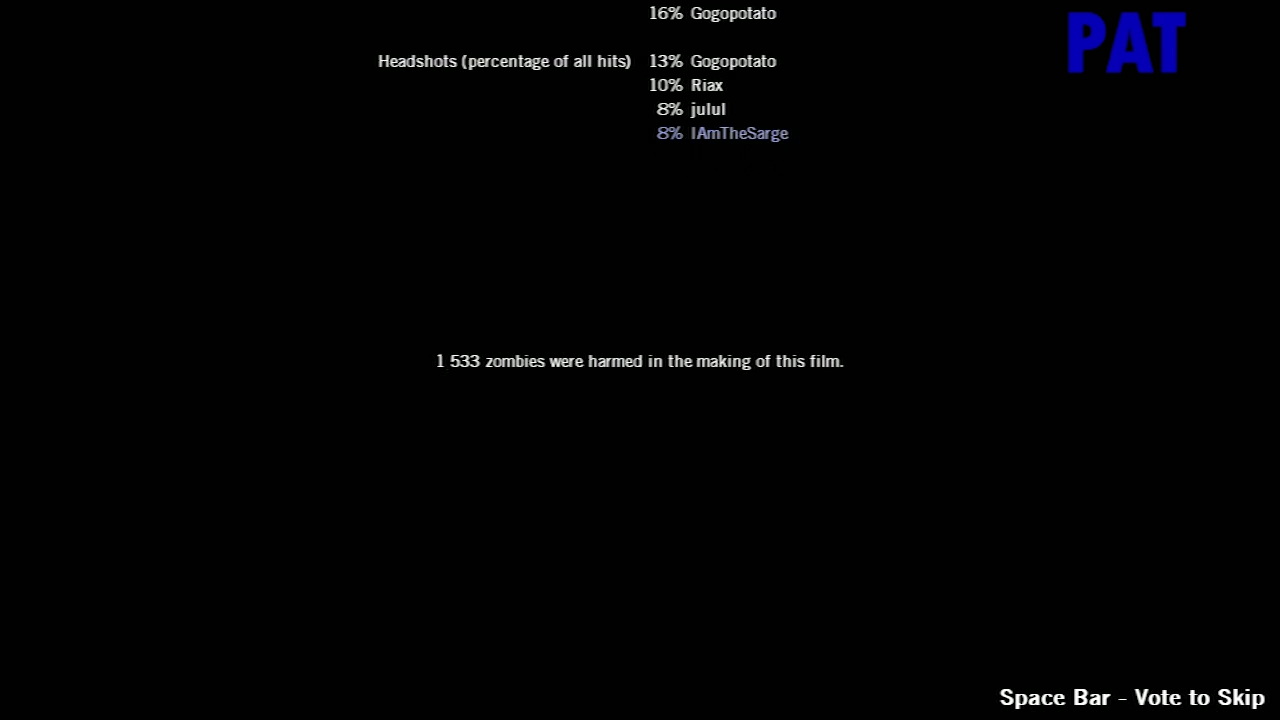 16% Gogopotato
PAT
Headshots (percentage of all hits) 13% Gogopotato
10% Riax
8% julul
8% IAmTheSarge
1 533 zombies were harmed in the making of this film.
Space Bar - Vote to Skip